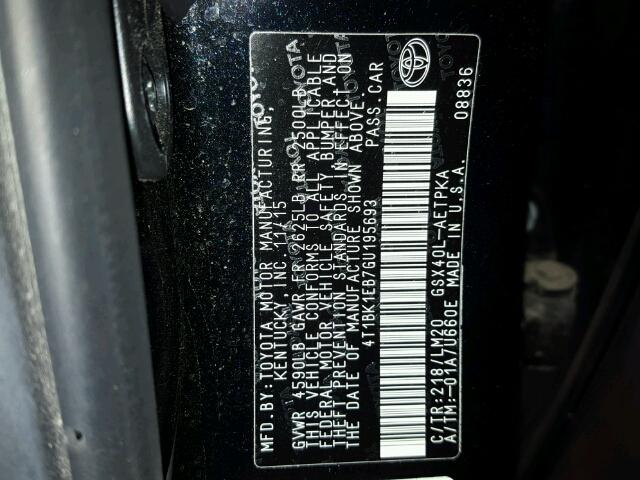 MFD. BY: TOYOTA MOTOR MANUFACTURING,
KENTUCKY, INC 11/15
GVWR 4590LB GAWR FR 2625LB RR 2500LB
THIS VEHICLE CONFORMS TO ALL APPLICABLE
FEDERAL MOTOR VEHICLE SAFETY, BUMPER, AND
THEFT PREVENTION STANDARDS IN EFFECT ON
THE DATE OF MANUFACTURE SHOWN ABOVE.
4T1BK1EB7GU195693 PASS. CAR
C/TR:218/LM20 GSX40L-AETPKA
A/TM:-01A/U660E MADE IN U.S.A.
08836
TOYOTA